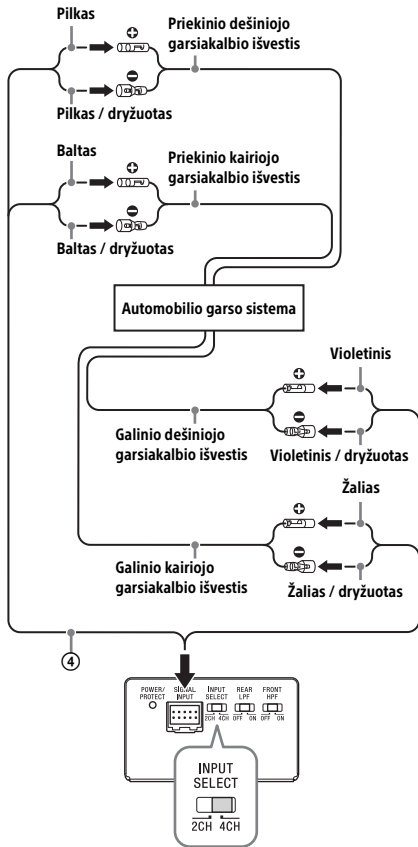 Pilkas
Priekinio dešiniojo
garsiakalbio išvestis
Pilkas / dryžuotas
Baltas
Priekinio kairiojo
garsiakalbio išvestis
Baltas / dryžuotas
Automobilio garso sistema
Violetinis
Galinio dešiniojo
garsiakalbio išvestis
Violetinis / dryžuotas
Žalias
Galinio kairiojo
garsiakalbio išvestis
Žalias / dryžuotas
4
POWER/
PROTECT
SIGNAL
INPUT
INPUT
SELECT
2CH 4CH
REAR
LPF
OFF ON
FRONT
HPF
OFF ON
INPUT
SELECT
2CH 4CH